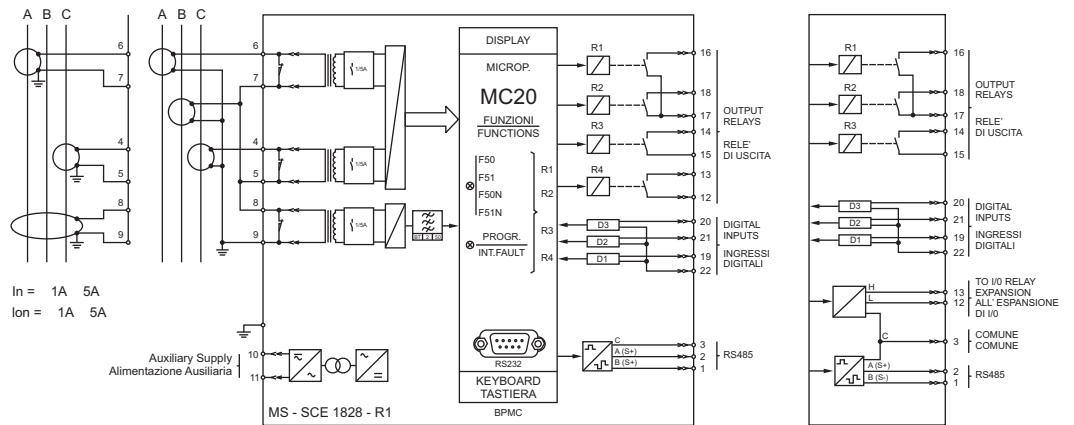 A B C
6
7
4
5
8
9
In = 1A 5A
Ion = 1A 5A
A B C
6
7
4
5
8
9
1/5A
1/5A
1/5A
BT 2 50
Auxiliary Supply
Alimentazione Ausiliaria
10
11
MS - SCE 1828 - R1
DISPLAY
MICROP.
MC20
FUNZIONI
FUNCTIONS
F50
F51
F50N
F51N
PROGR.
INT.FAULT
R1
R2
R3
R4
RS232
KEYBOARD
TASTIERA
BPMC
R1
R2
R3
R4
D3
D2
D1
C
A (S+)
B (S+)
16
18
17
14
15
13
12
20
21
19
22
3
2
1
OUTPUT
RELAYS
RELE'
DI USCITA
DIGITAL
INPUTS
INGRESSI
DIGITALI
RS485
R1
R2
R3
D3
D2
D1
H
L
C
A (S+)
B (S-)
16
18
17
14
15
20
21
19
22
13
12
3
2
1
OUTPUT
RELAYS
RELE'
DI USCITA
DIGITAL
INPUTS
INGRESSI
DIGITALI
TO I/0 RELAY
EXPANSION
ALL' ESPANSIONE
DI I/0
COMUNE
COMUNE
RS485